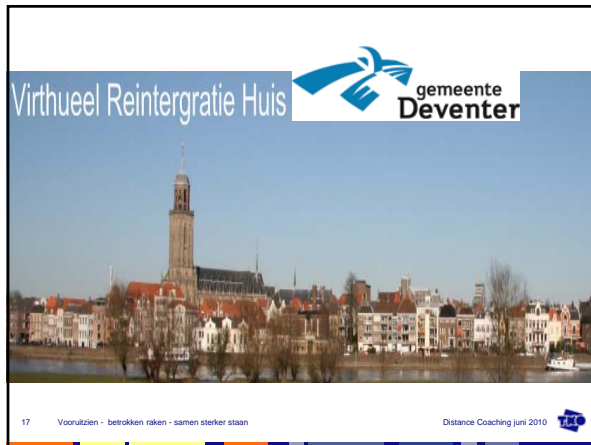 Virthueel Reintergratie Huis
gemeente
Deventer
17 Vooruitzien - betrokken raken - samen sterker staan Distance Coaching juni 2010